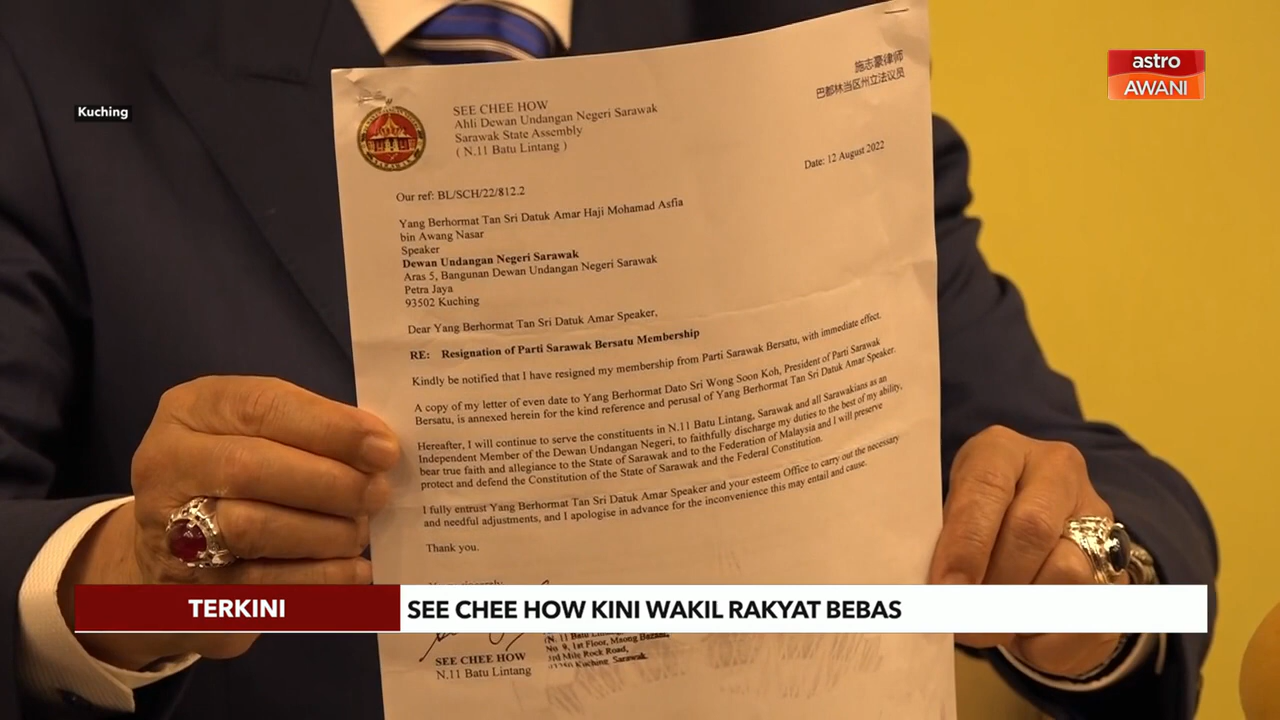 astro
AWANI
Kuching
施志豪律师
巴都林当区州立法议员
SEE CHEE HOW
Ahli Dewan Undangan Negeri Sarawak
Sarawak State Assembly
( N.11 Batu Lintang )
Date: 12 August 2022
Our ref: BL/SCH/22/812.2
Yang Berhormat Tan Sri Datuk Amar Haji Mohamad Asfia
bin Awang Nasar
Speaker
Dewan Undangan Negeri Sarawak
Aras 5, Bangunan Dewan Undangan Negeri Sarawak
Petra Jaya
93502 Kuching
Dear Yang Berhormat Tan Sri Datuk Amar Speaker,
RE: Resignation of Parti Sarawak Bersatu Membership
Kindly be notified that I have resigned my membership from Parti Sarawak Bersatu, with immediate effect.
A copy of my letter of even date to Yang Berhormat Dato Sri Wong Soon Koh, President of Parti Sarawak
Bersatu, is annexed herein for the kind reference and perusal of Yang Berhormat Tan Sri Datuk Amar Speaker.
Hereafter, I will continue to serve the constituents in N.11 Batu Lintang, Sarawak and all Sarawakians as an
Independent Member of the Dewan Undangan Negeri, to faithfully discharge my duties to the best of my ability,
bear true faith and allegiance to the State of Sarawak and to the Federation of Malaysia and I will preserve
protect and defend the Constitution of the State of Sarawak and the Federal Constitution.
I fully entrust Yang Berhormat Tan Sri Datuk Amar Speaker and your esteem Office to carry out the necessary
and needful adjustments, and I apologise in advance for the inconvenience this may entail and cause.
Thank you.
TERKINI
SEE CHEE HOW KINI WAKIL RAKYAT BEBAS
No 9, 1st Floor, Maong Bazaar,
3rd Mile Rock Road,
Kuching, Sarawak
SEE CHEE HOW
N.11 Batu Lintang